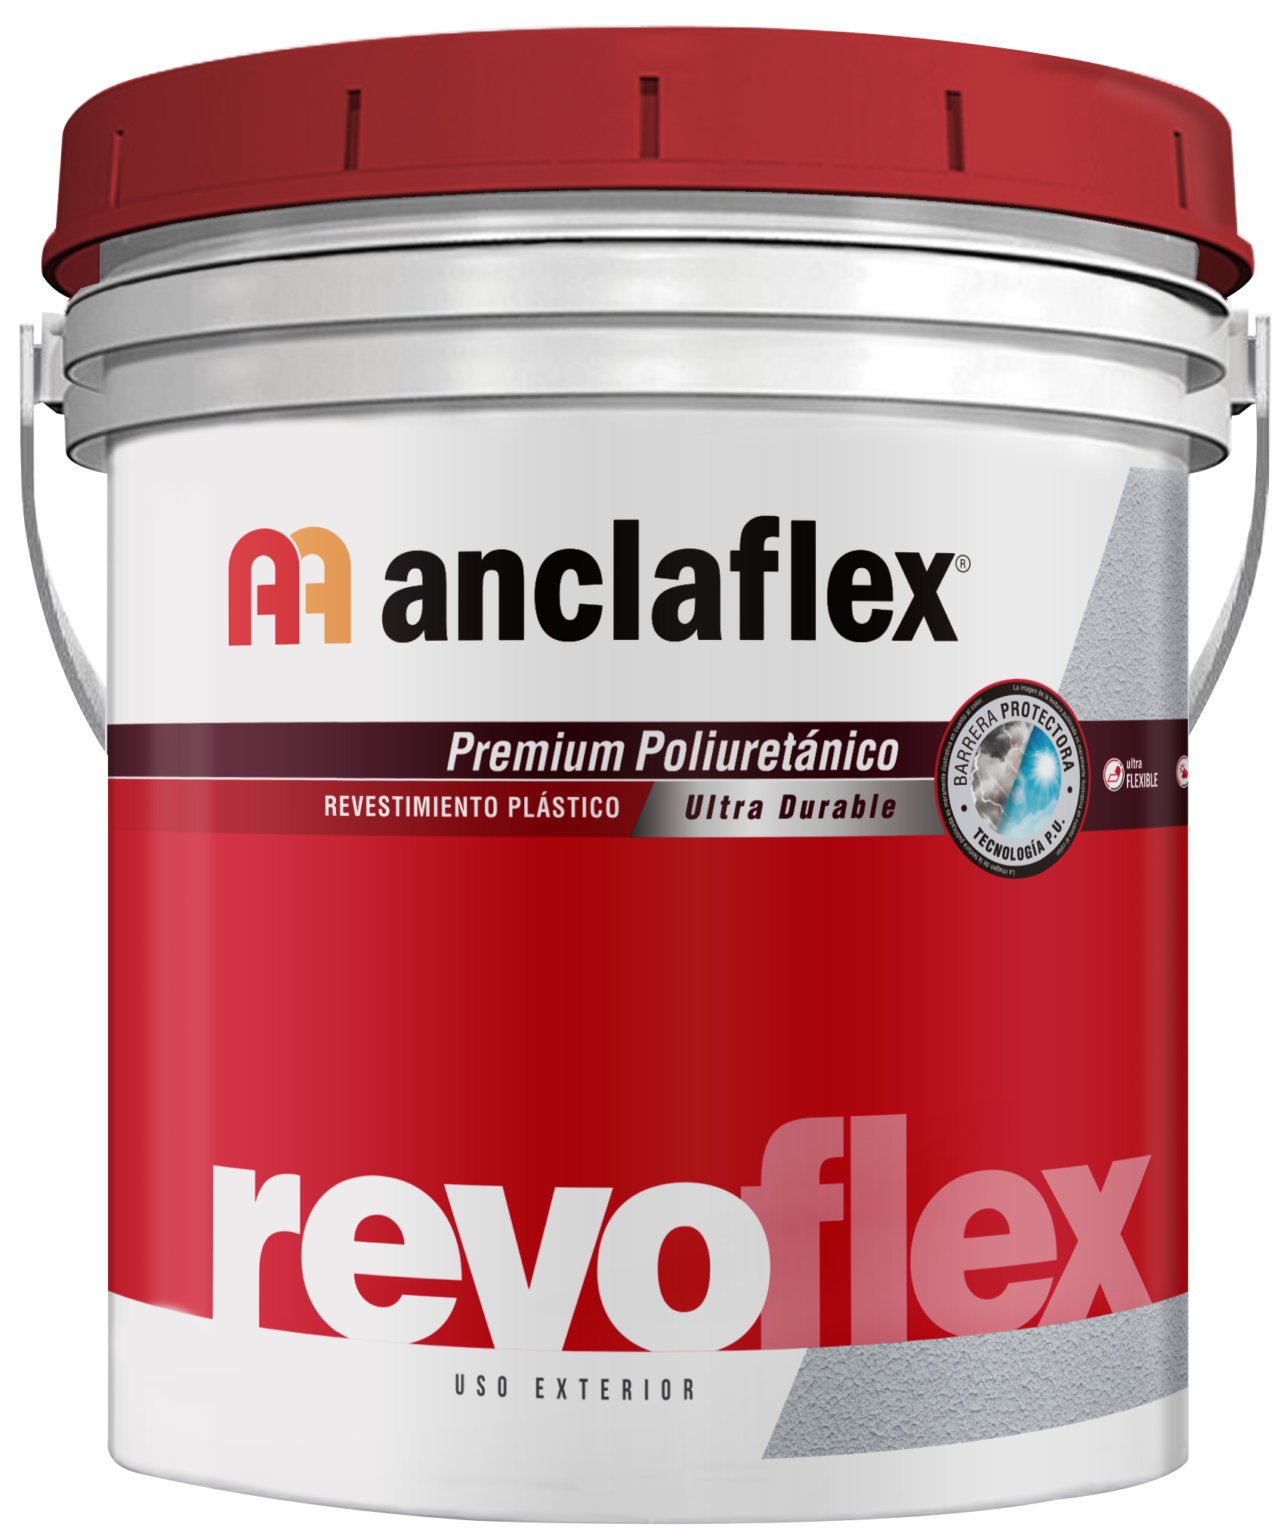 anclaflex®
Premium Poliuretánico
REVESTIMIENTO PLÁSTICO
Ultra Durable
BARRERA PROTECTORA
TECNOLOGÍA P.U.
ultra
FLEXIBLE
revoflex
USO EXTERIOR